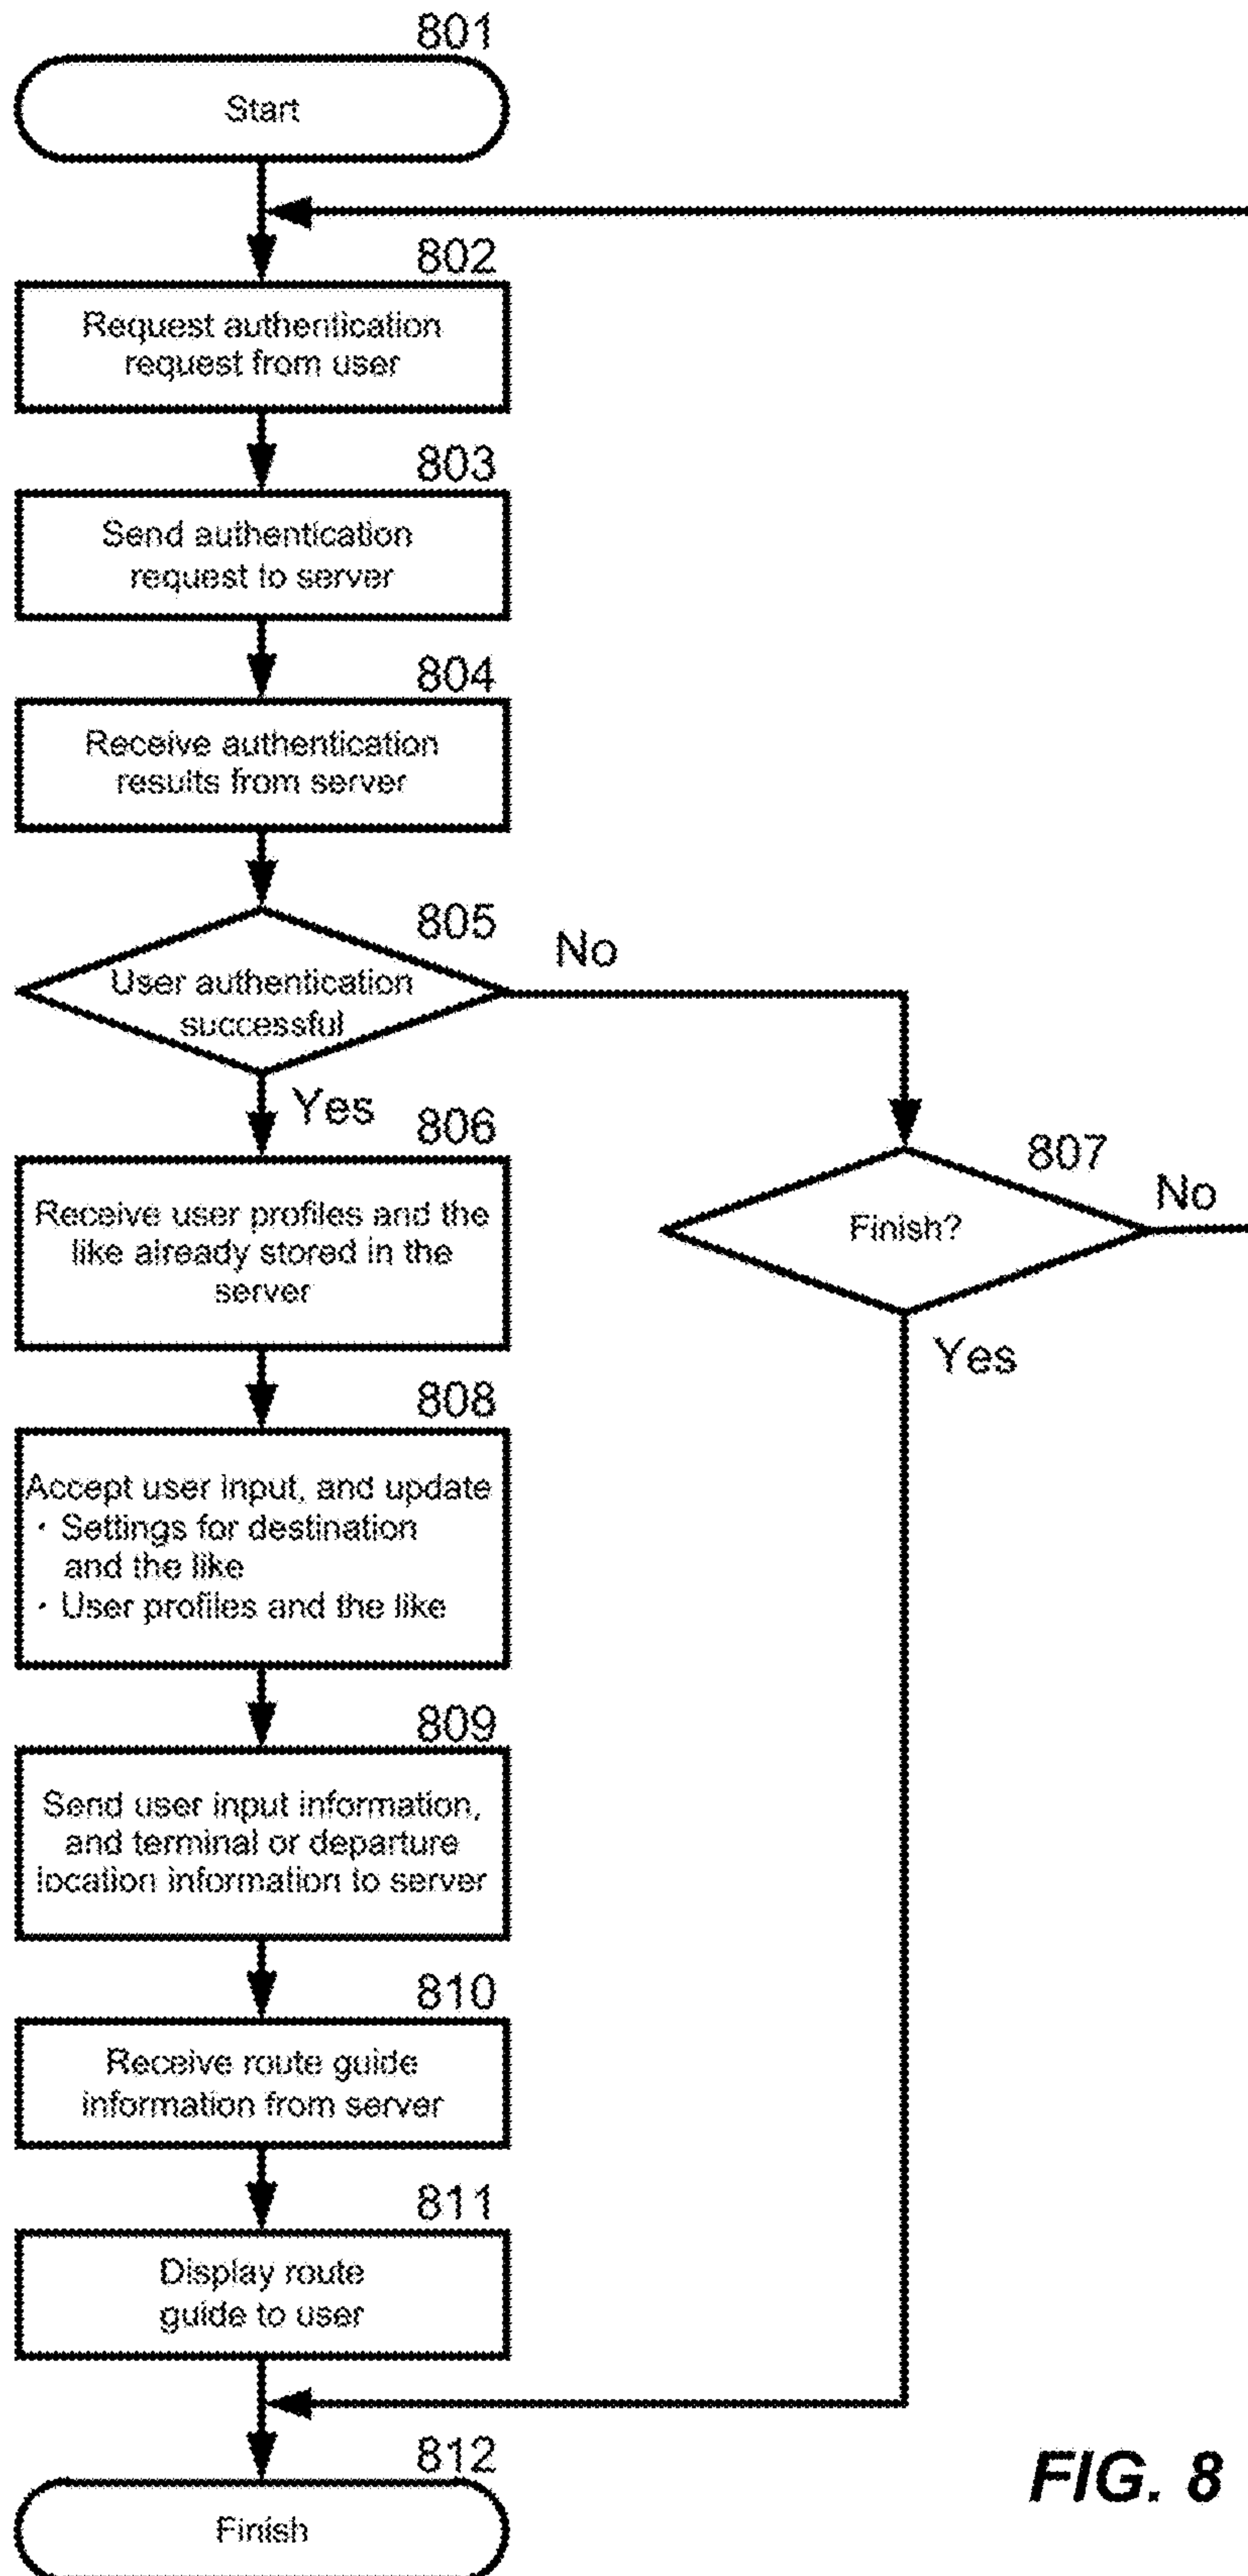 801
Start
802
Request authentication
request from user
803
Send authentication
request to server
804
Receive authentication
results from server
805
No
User authentication
successful
Yes
806
807
No
Receive user profiles and the
like already stored in the
server
Finish?
Yes
808
Accept user input, and update
・ Settings for destination
and the like
・ User profiles and the like
809
Send user input information,
and terminal or departure
location information to server
810
Receive route guide
information from server
811
Display route
guide to user
812
Finish
FIG. 8